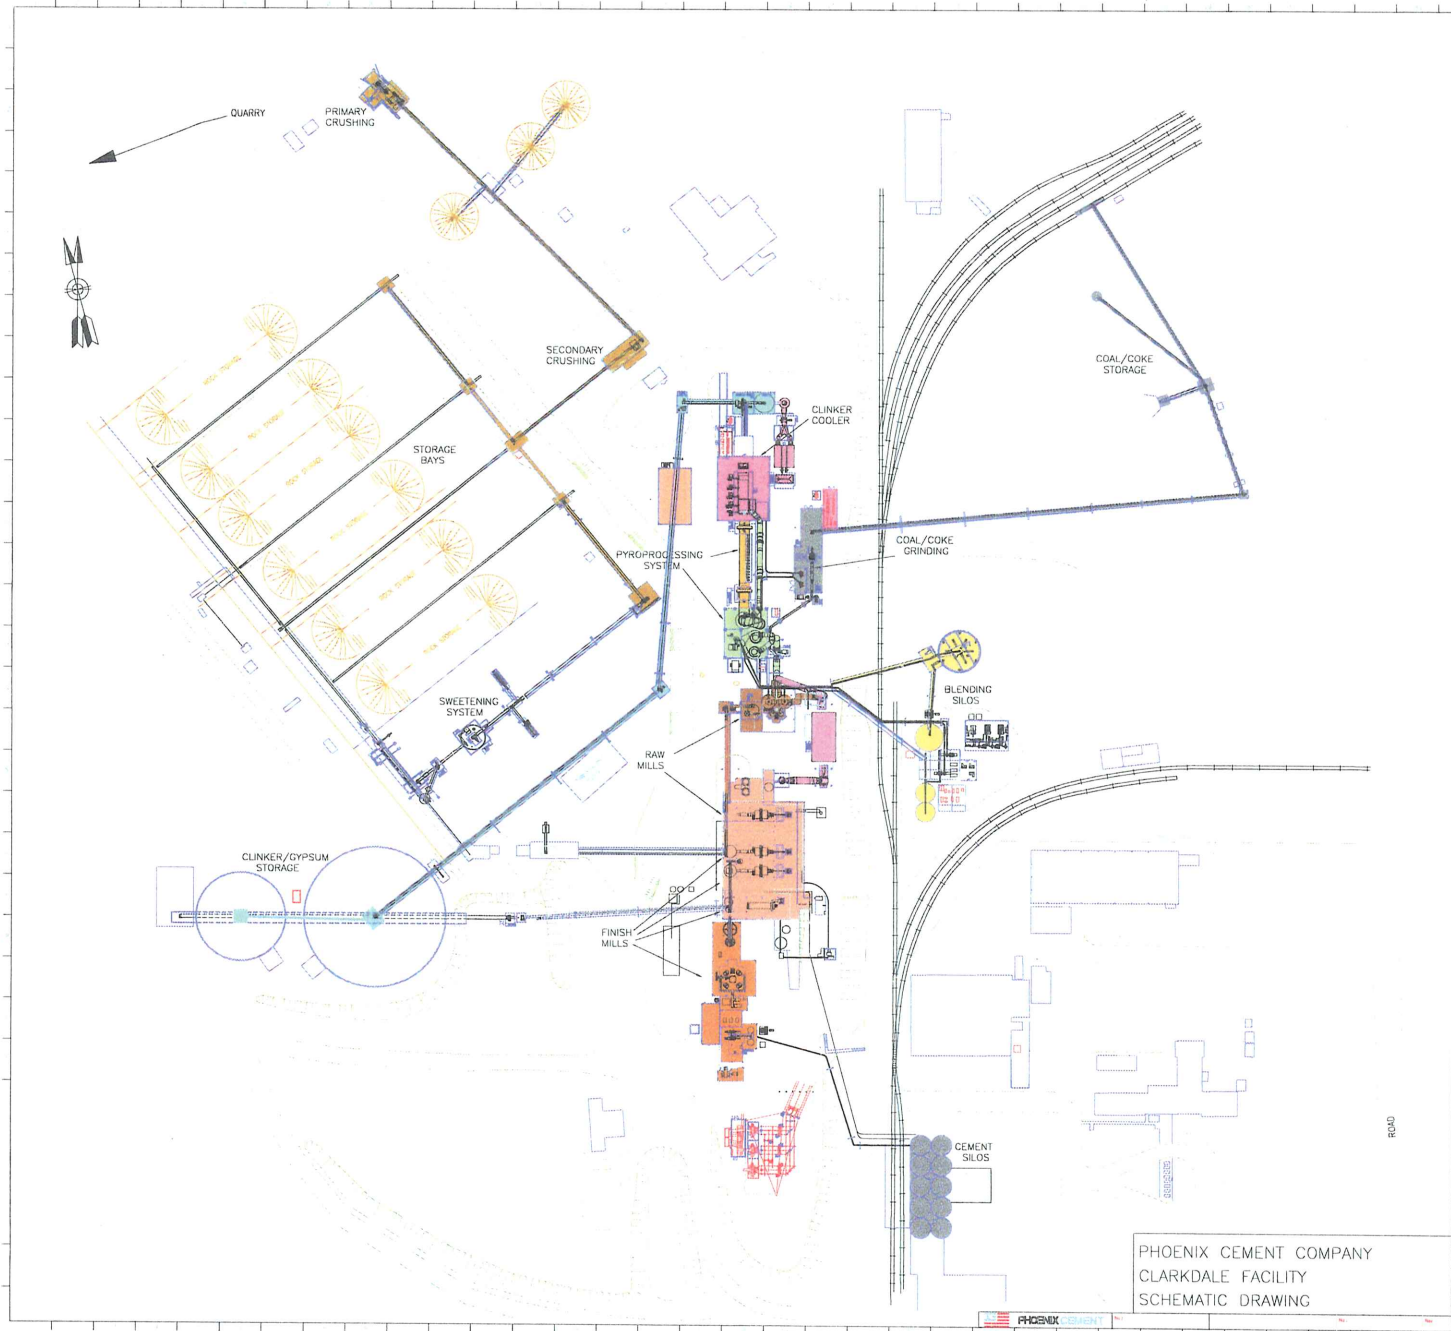 QUARRY
PRIMARY
CRUSHING
SECONDARY
CRUSHING
COAL/COKE
STORAGE
CLINKER
COOLER
STORAGE
BAYS
COAL/COKE
GRINDING
PYROPROCESSING
SYSTEM
SWEETENING
SYSTEM
BLENDING
SILOS
RAW
MILLS
CLINKER/GYPSUM
STORAGE
FINISH
MILLS
CEMENT
SILOS
ROAD
PHOENIX CEMENT COMPANY
CLARKDALE FACILITY
SCHEMATIC DRAWING
PHOENIX CEMENT